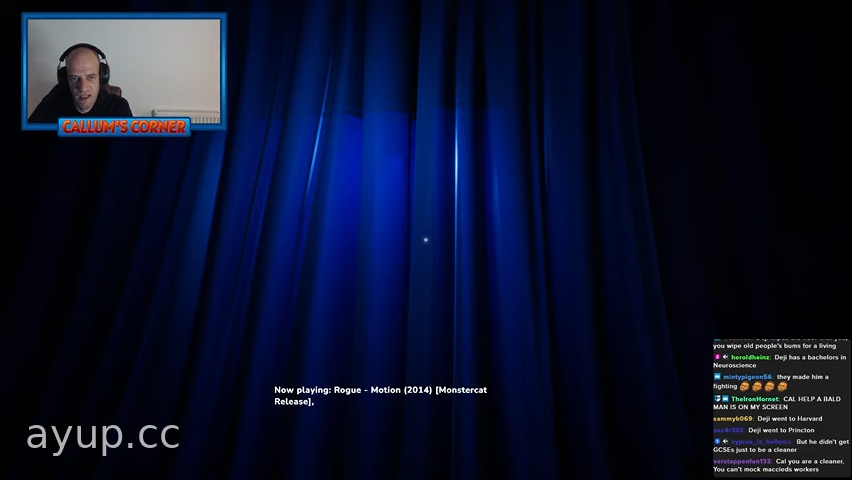 CALLUM'S CORNER
Now playing: Rogue - Motion (2014) [Monstercat
Release],
ayup.cc
you wipe old people's bums for a living
heroldheinz: Deji has a bachelors in
Neuroscience
mintypigeon56: they made him a
fighting
TheIronHornet: CAL HELP A BALD
MAN IS ON MY SCREEN
sammyb069: Deji went to Harvard
Deji went to Princton
cyprus_is_hellenic: But he didn't get
GCSEs just to be a cleaner
verstappenfan133: Cal you are a cleaner.
You can't mock maccieds workers